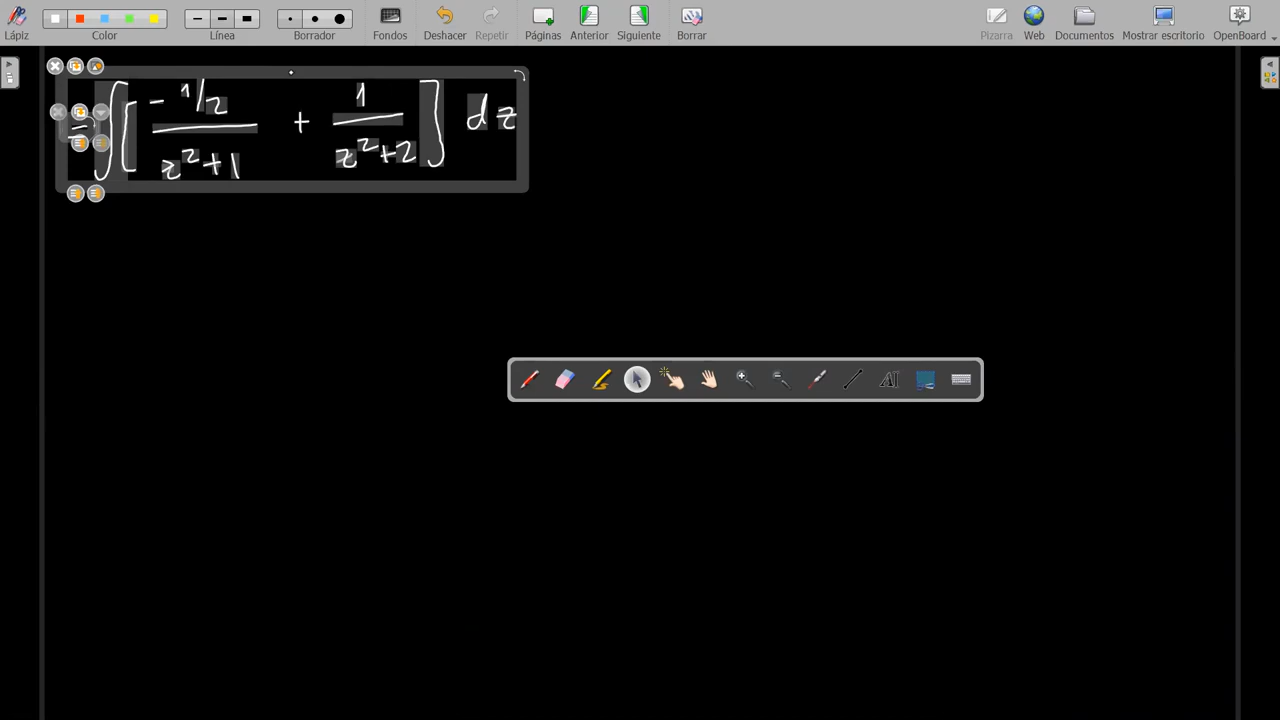 Lápiz Color Línea Borrador Fondos Deshacer Repetir Páginas Anterior Siguiente Borrar Pizarra Web Documentos Mostrar escritorio OpenBoard
= ∫[ (-1/2)/(z²+1) + 1/(z²+2) ] dz
AI